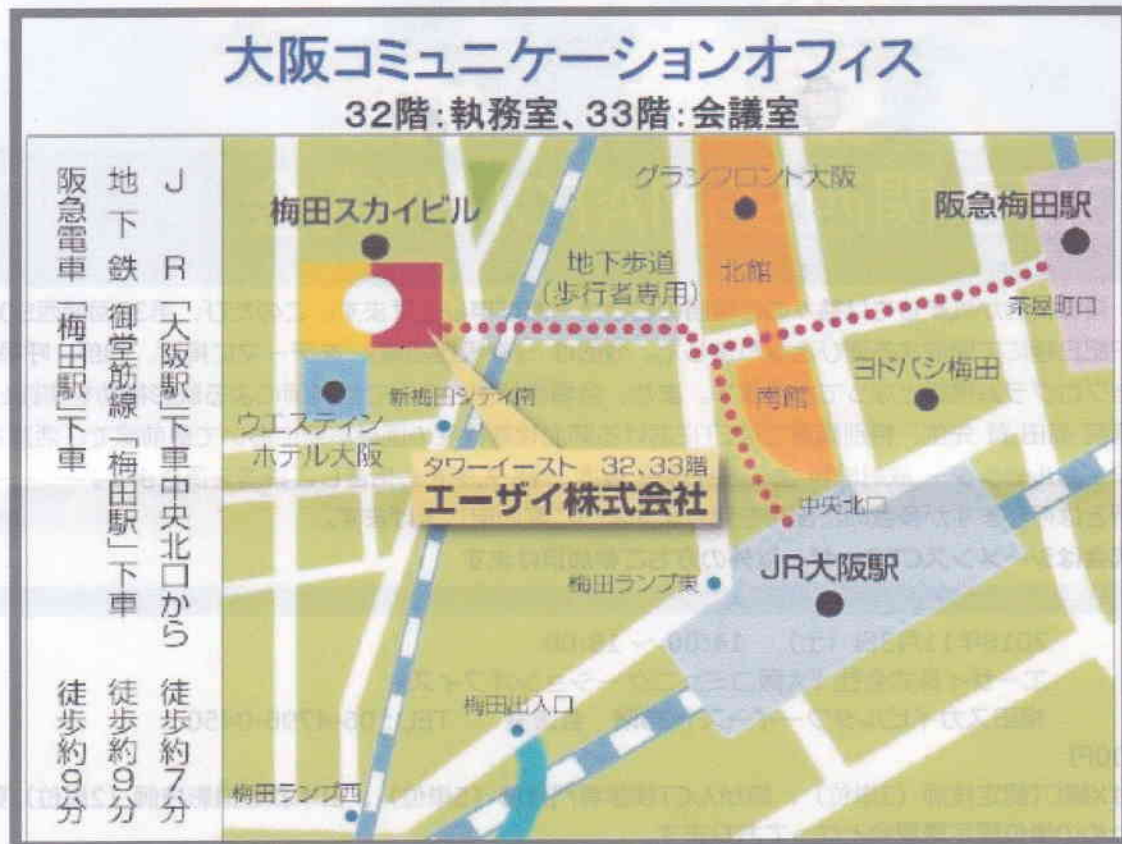 大阪コミュニケーションオフィス
32階:執務室、33階:会議室
JR「大阪駅」下車中央北口から 徒歩約7分
地下鉄 御堂筋線「梅田駅」下車 徒歩約9分
阪急電車「梅田駅」下車 徒歩約9分
梅田スカイビル
グランフロント大阪
阪急梅田駅
地下歩道
(歩行者専用)
北館
茶屋町口
ヨドバシ梅田
新梅田シティ南
南館
ウエスティン
ホテル大阪
タワーイースト 32、33階
エーザイ株式会社
中央北口
JR大阪駅
梅田ランプ東
梅田出入口
梅田ランプ西